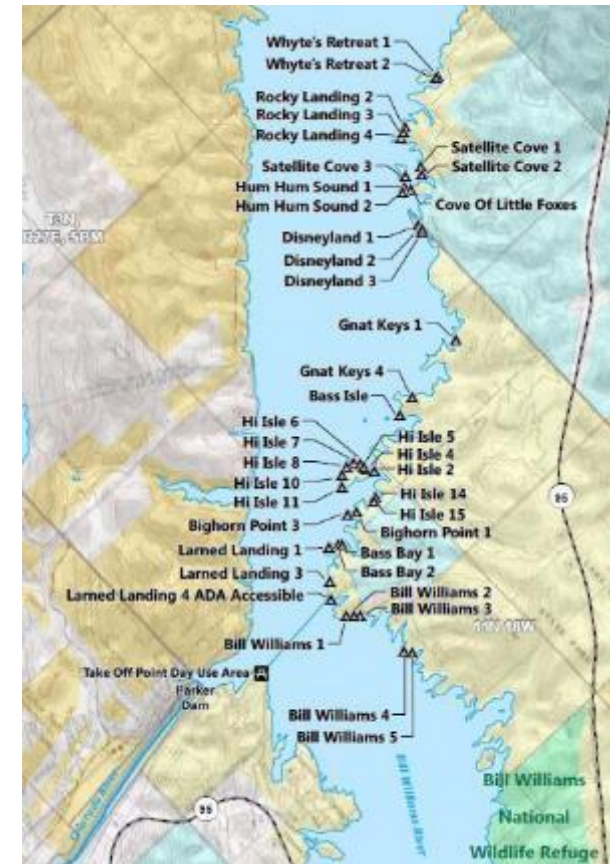 Whyte's Retreat 1
Whyte's Retreat 2
Rocky Landing 2
Rocky Landing 3
Rocky Landing 4
Satellite Cove 1
Satellite Cove 2
Satellite Cove 3
Hum Hum Sound 1
Hum Hum Sound 2
Cove Of Little Foxes
Disneyland 1
Disneyland 2
Disneyland 3
Gnat Keys 1
Gnat Keys 4
Bass Isle
Hi Isle 6
Hi Isle 7
Hi Isle 8
Hi Isle 10
Hi Isle 11
Hi Isle 5
Hi Isle 4
Hi Isle 2
Hi Isle 14
Hi Isle 15
Bighorn Point 3
Bighorn Point 1
Larned Landing 1
Bass Bay 1
Bass Bay 2
Larned Landing 3
Larned Landing 4 ADA Accessible
Bill Williams 2
Bill Williams 3
Bill Williams 1
11N 18W
Take Off Point Day Use Area
Parker
Dam
Bill Williams 4
Bill Williams 5
Colorado River
Bill Williams River
95
95
Bill Williams
National
Wildlife Refuge